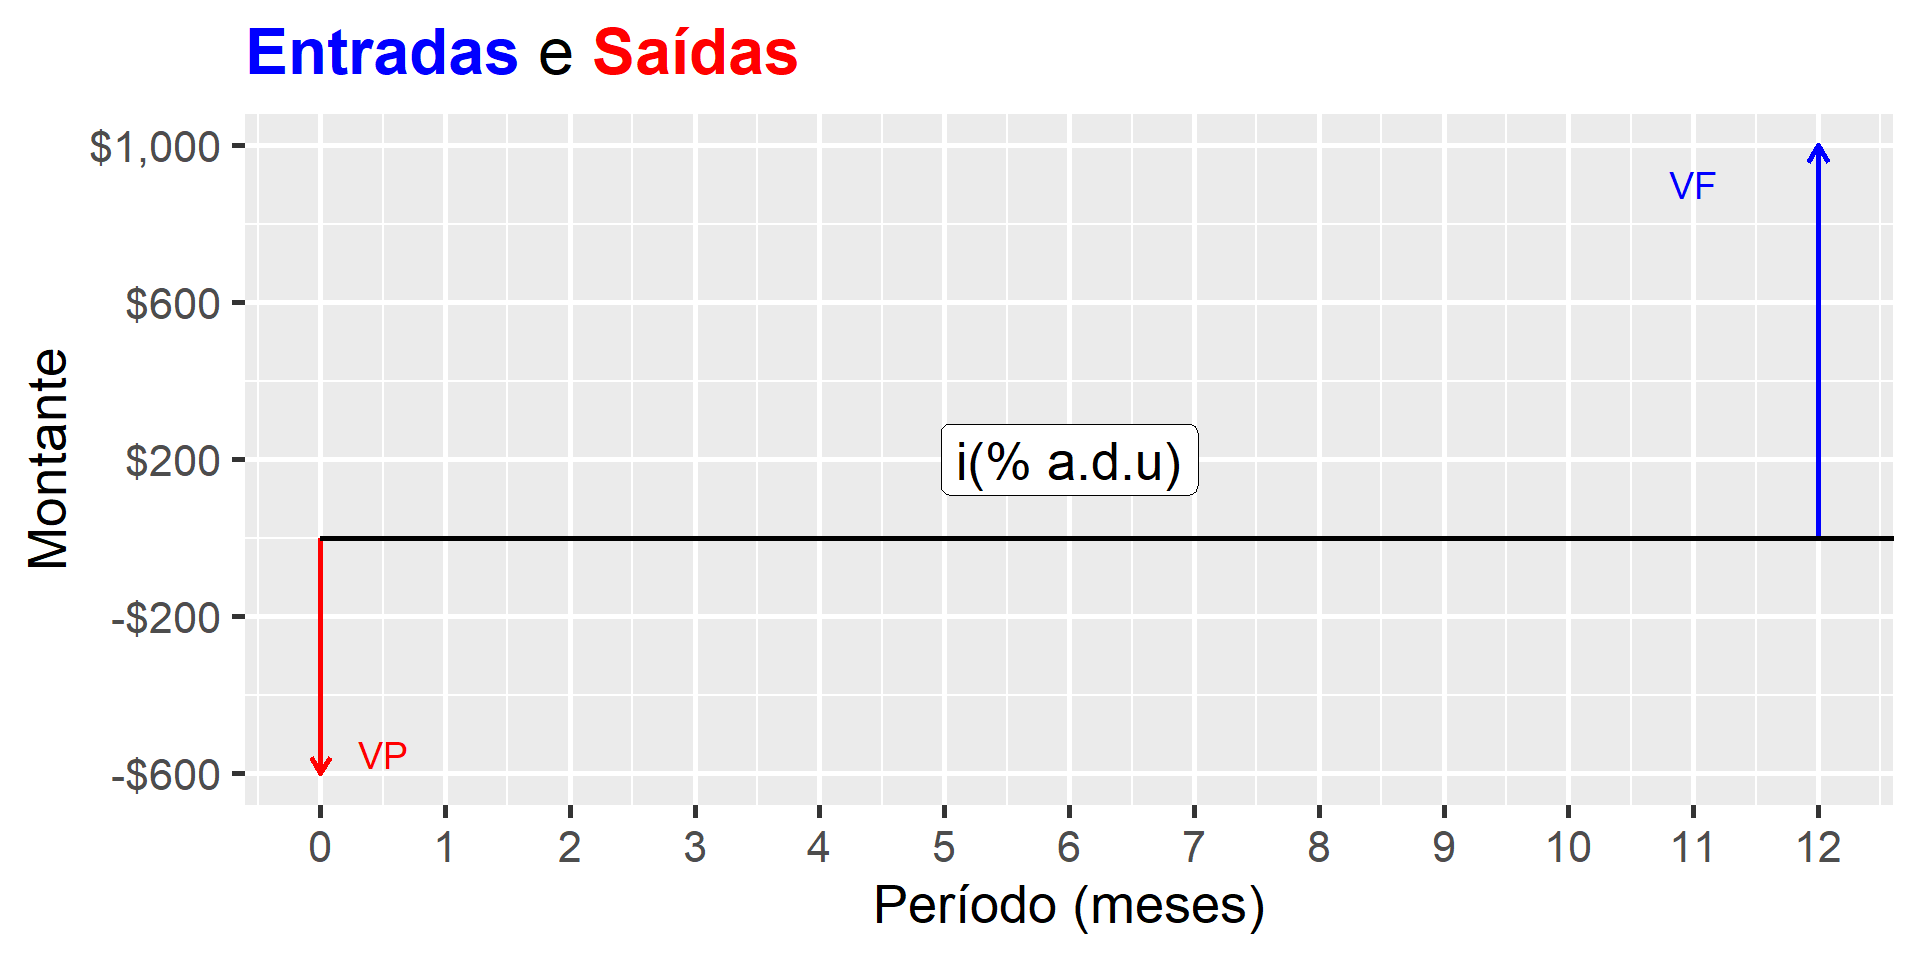 Entradas e Saídas
Montante
$1,000
$600
$200
-$200
-$600
VF
i(% a.d.u)
VP
0 1 2 3 4 5 6 7 8 9 10 11 12
Período (meses)